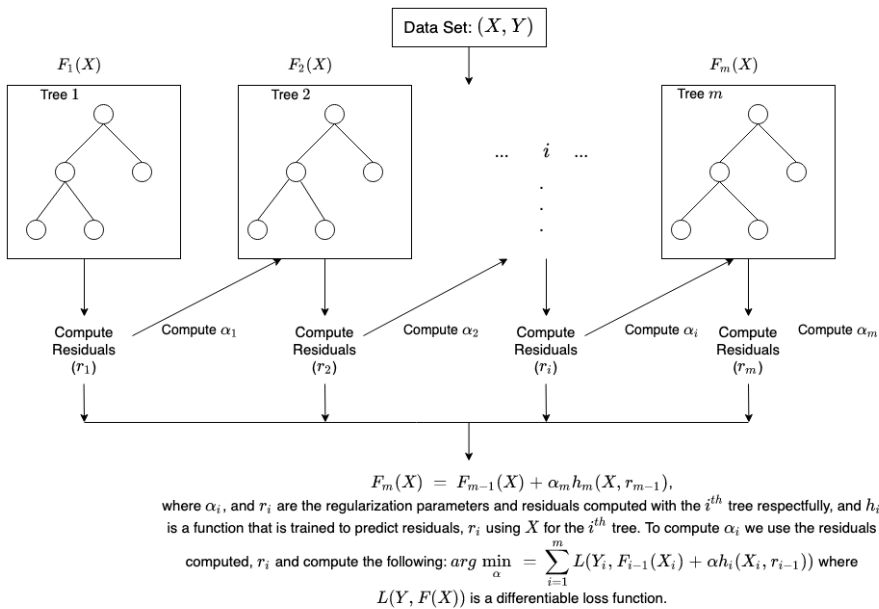 Data Set: (X, Y)
F₁(X) F₂(X) Fₘ(X)
Tree 1 Tree 2 Tree m
... i ...
.
.
.
Compute Residuals (r₁)
Compute α₁
Compute Residuals (r₂)
Compute α₂
Compute Residuals (rᵢ)
Compute αᵢ
Compute Residuals (rₘ)
Compute αₘ
Fₘ(X) = Fₘ₋₁(X) + αₘhₘ(X, rₘ₋₁),
where αᵢ, and rᵢ are the regularization parameters and residuals computed with the i^{th} tree respectfully, and hᵢ
is a function that is trained to predict residuals, rᵢ using X for the i^{th} tree. To compute αᵢ we use the residuals
computed, rᵢ and compute the following: arg min_α = ∑_{i=1}^{m} L(Yᵢ, Fᵢ₋₁(Xᵢ) + αhᵢ(Xᵢ, rᵢ₋₁)) where
L(Y, F(X)) is a differentiable loss function.